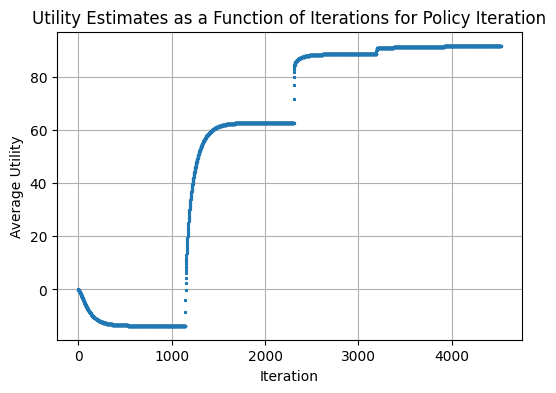 Utility Estimates as a Function of Iterations for Policy Iteration
Average Utility
80
60
40
20
0
0 1000 2000 3000 4000
Iteration